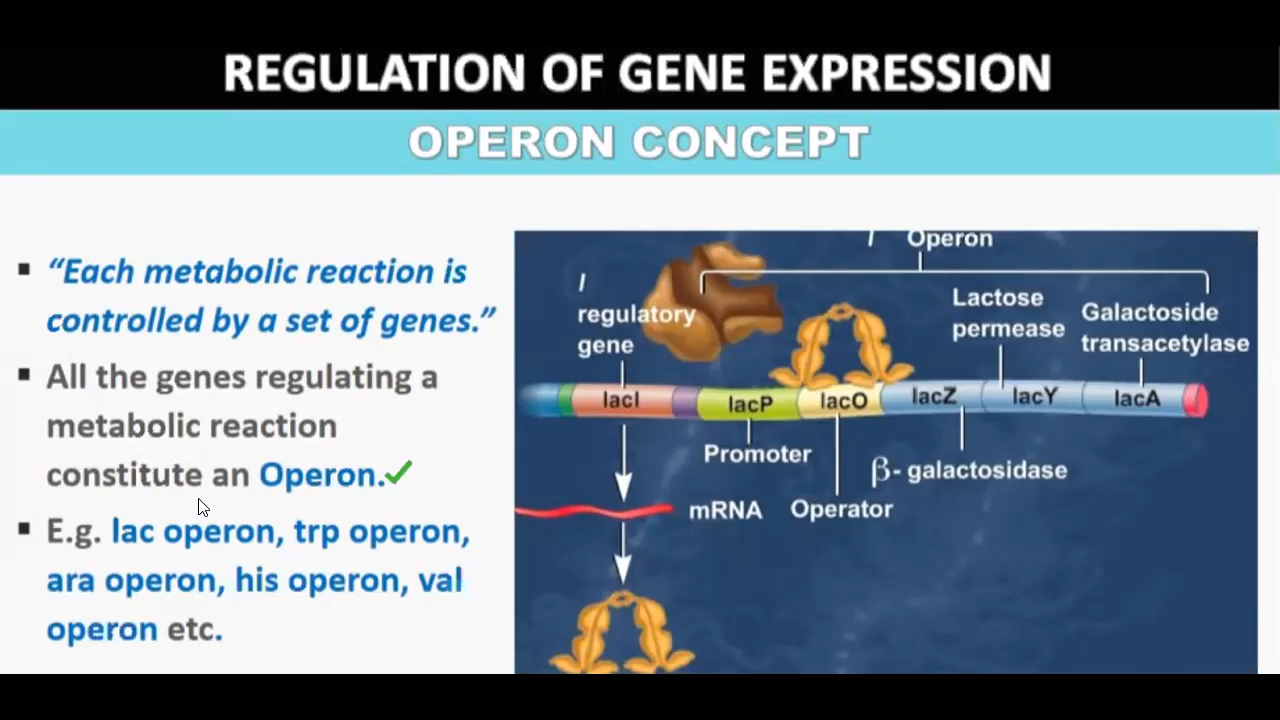 REGULATION OF GENE EXPRESSION
OPERON CONCEPT
▪ “Each metabolic reaction is
controlled by a set of genes.”
▪ All the genes regulating a
metabolic reaction
constitute an Operon.✓
▪ E.g. lac operon, trp operon,
ara operon, his operon, val
operon etc.
l Operon
I
regulatory
gene
Lactose
permease
Galactoside
transacetylase
lacI
lacP
lacO
lacZ
lacY
lacA
Promoter
β- galactosidase
mRNA
Operator